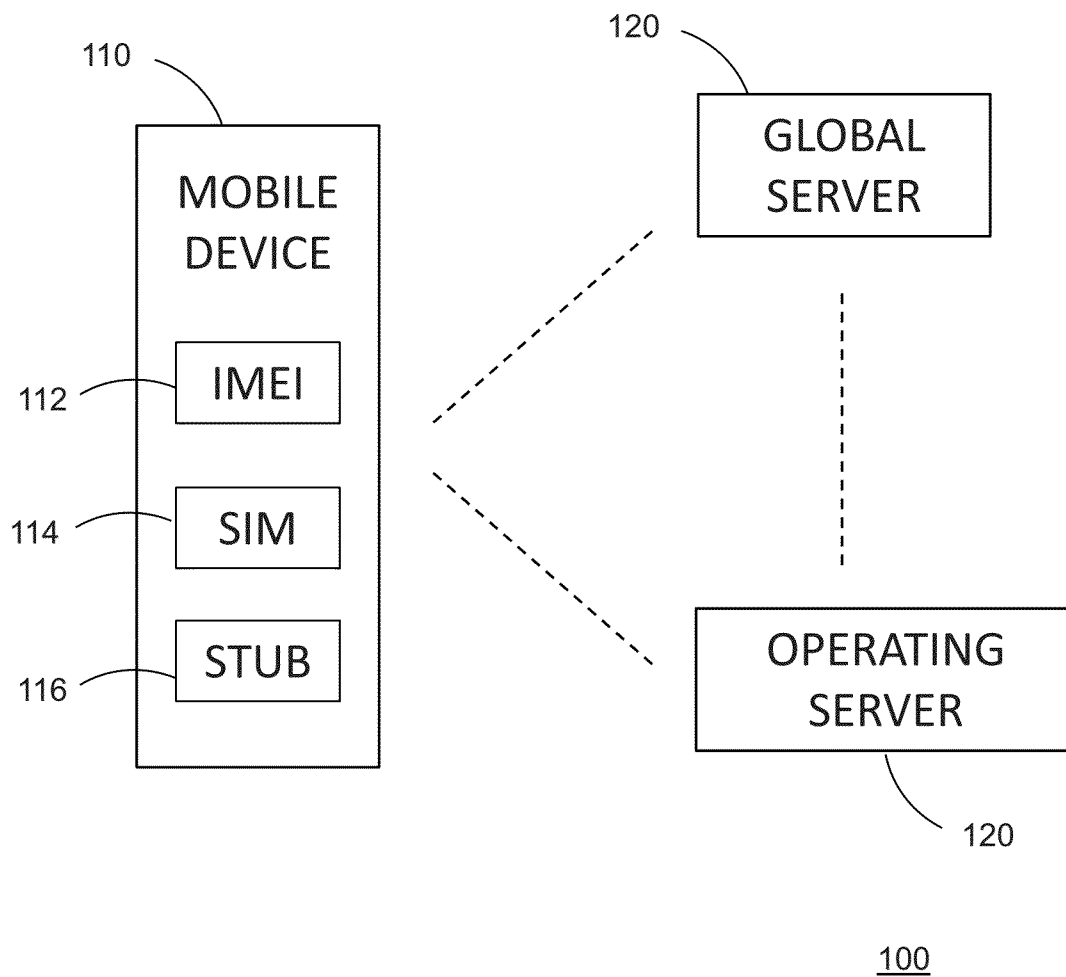 120
110
GLOBAL
SERVER
MOBILE
DEVICE
IMEI
112
SIM
114
STUB
116
OPERATING
SERVER
120
100